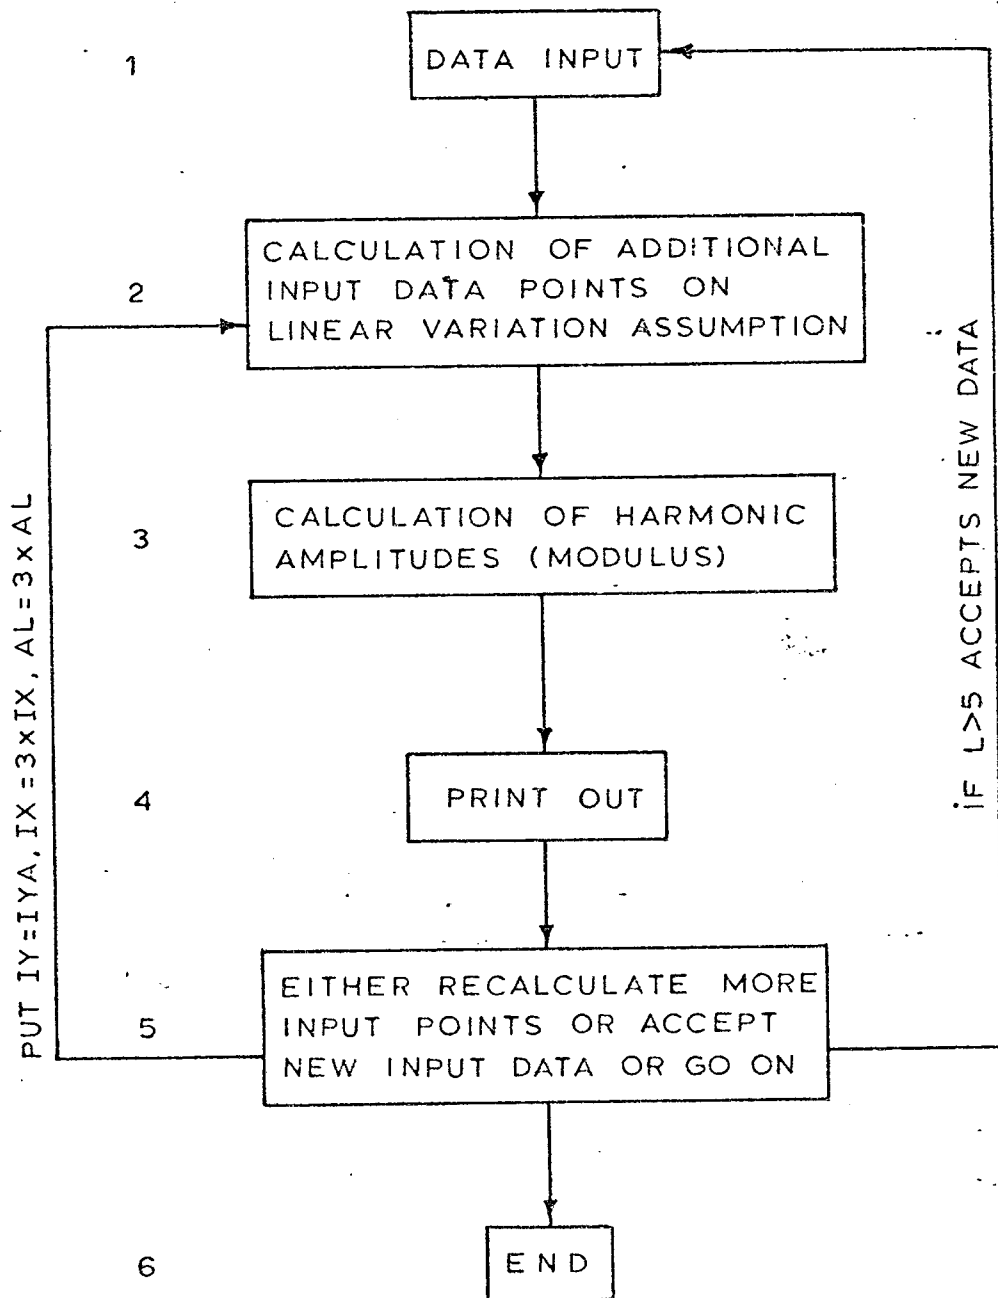 1
DATA INPUT
2
CALCULATION OF ADDITIONAL
INPUT DATA POINTS ON
LINEAR VARIATION ASSUMPTION
3
CALCULATION OF HARMONIC
AMPLITUDES (MODULUS)
4
PRINT OUT
5
EITHER RECALCULATE MORE
INPUT POINTS OR ACCEPT
NEW INPUT DATA OR GO ON
6
END
PUT IY=IYA, IX=3xIX, AL=3xAL
IF L>5 ACCEPTS NEW DATA